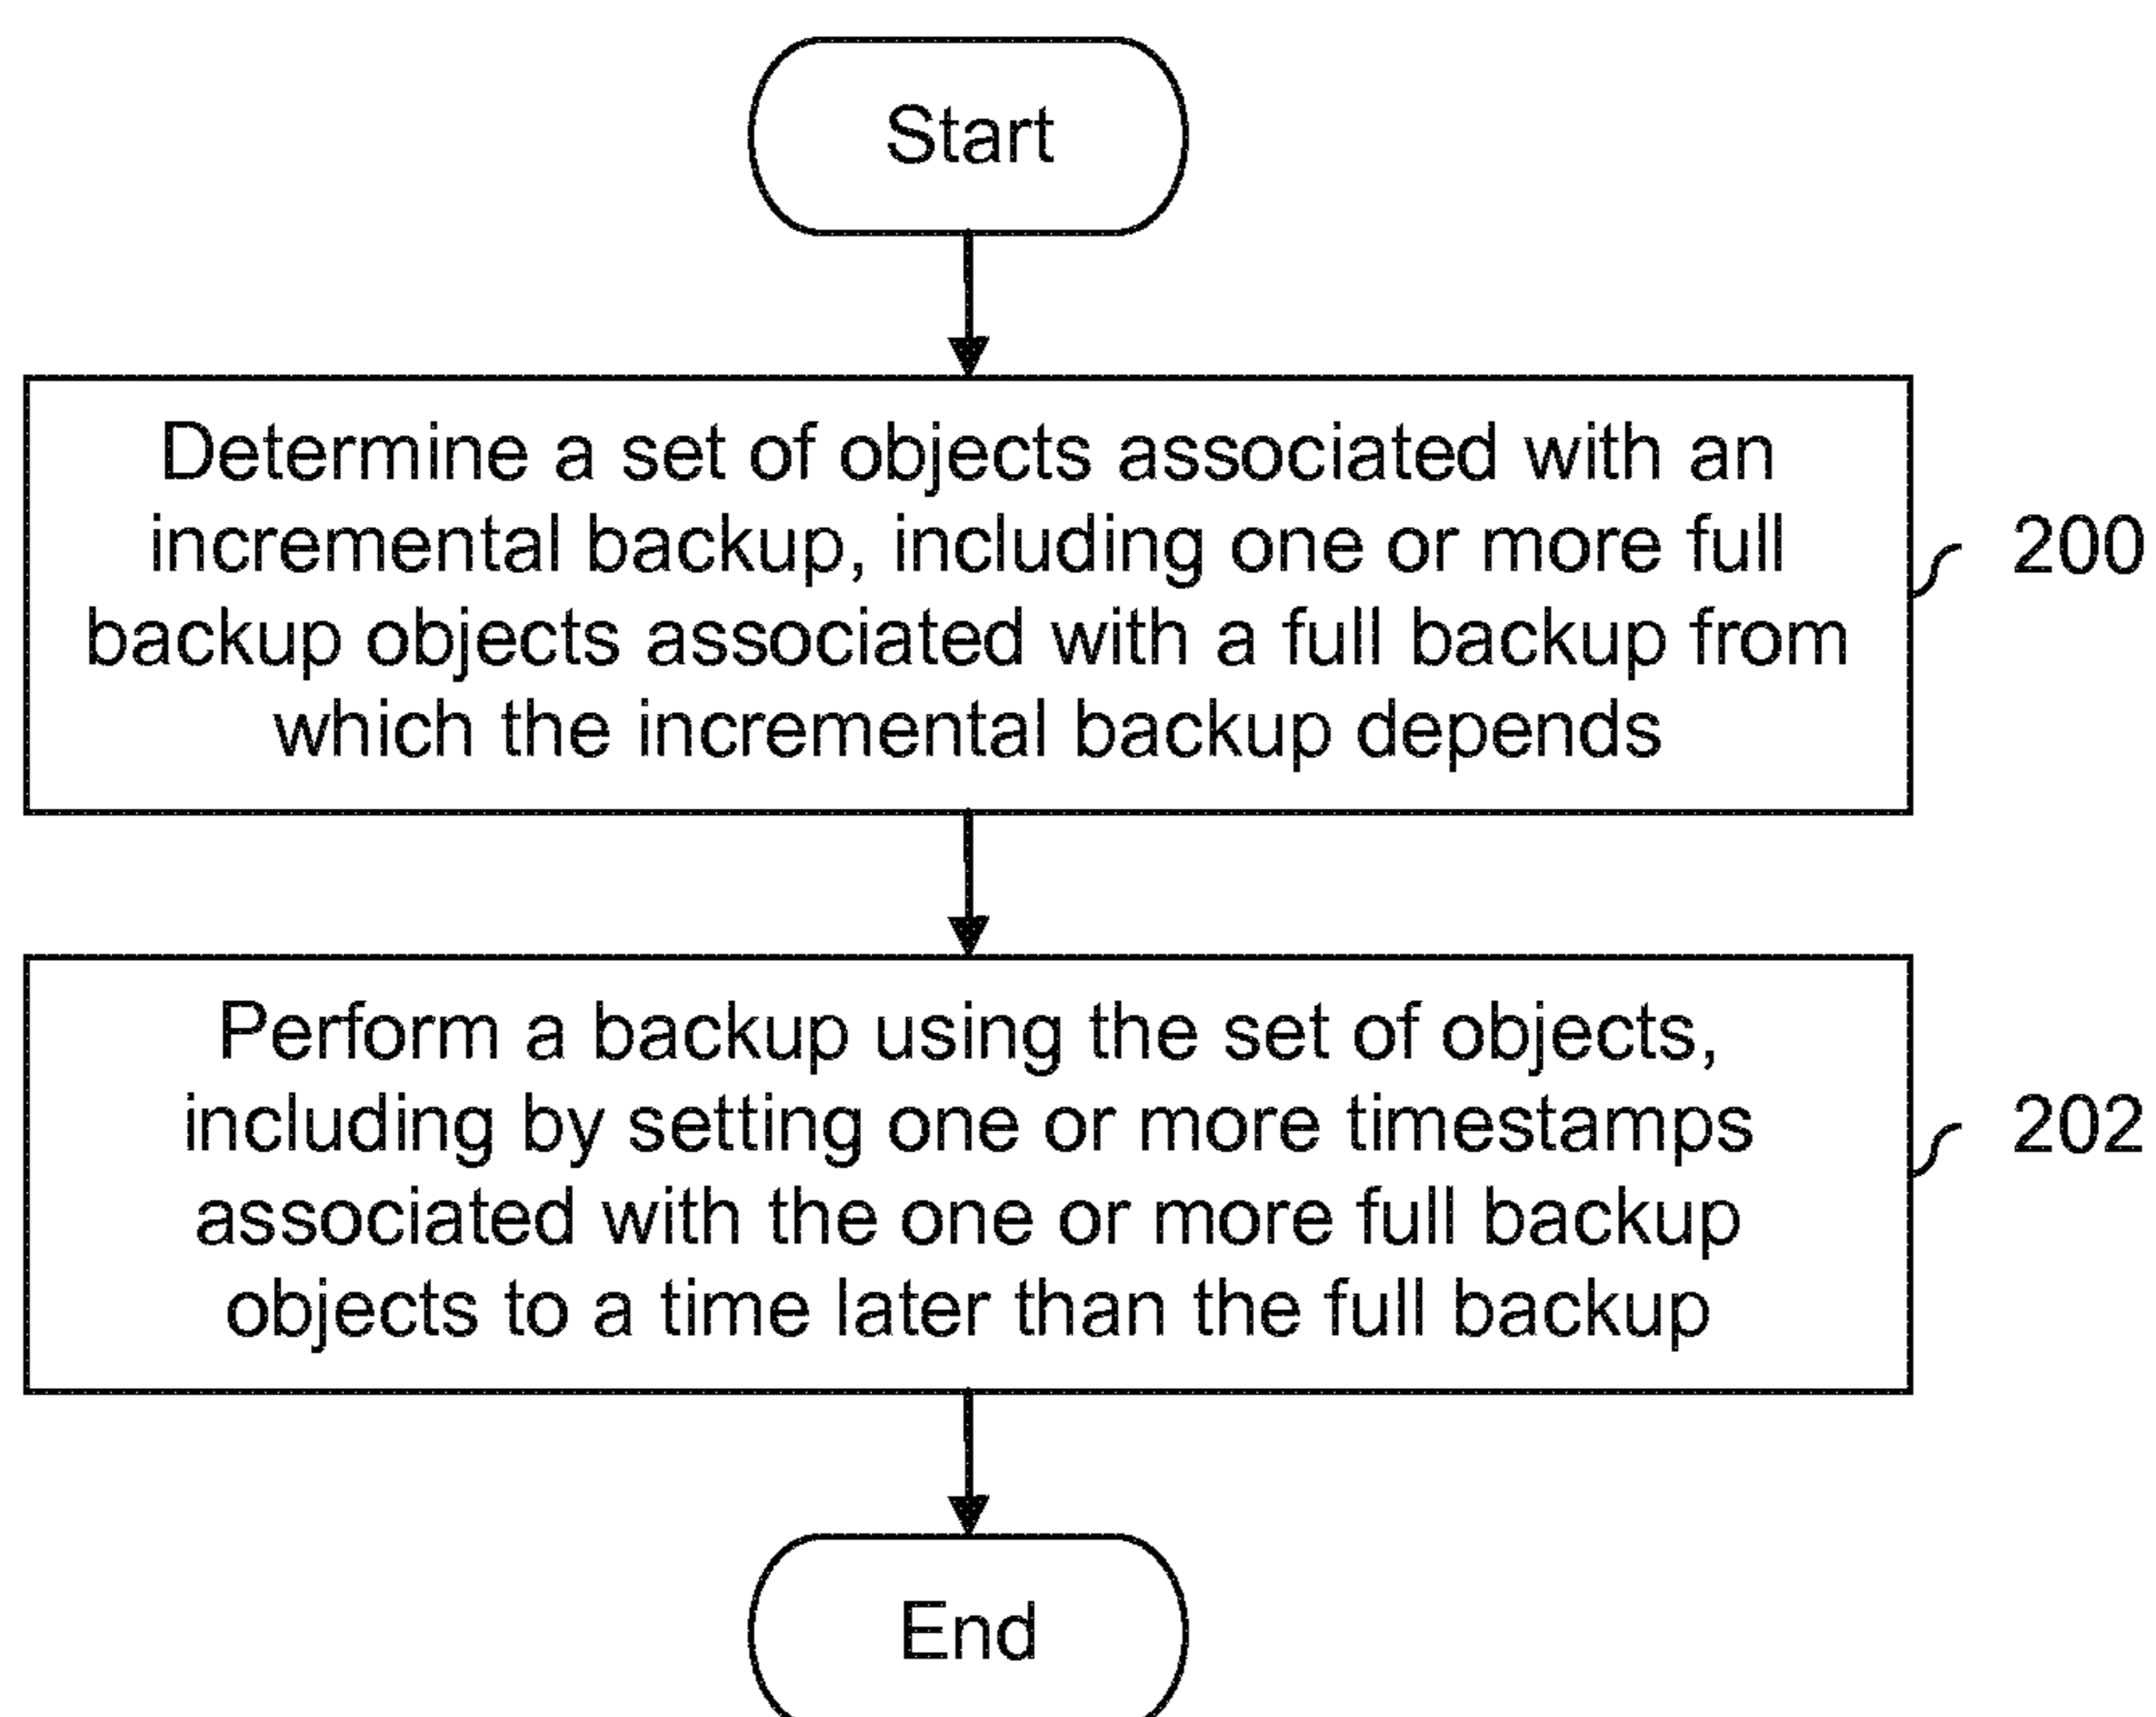 Start
Determine a set of objects associated with an
incremental backup, including one or more full
backup objects associated with a full backup from
which the incremental backup depends
200
Perform a backup using the set of objects,
including by setting one or more timestamps
associated with the one or more full backup
objects to a time later than the full backup
202
End